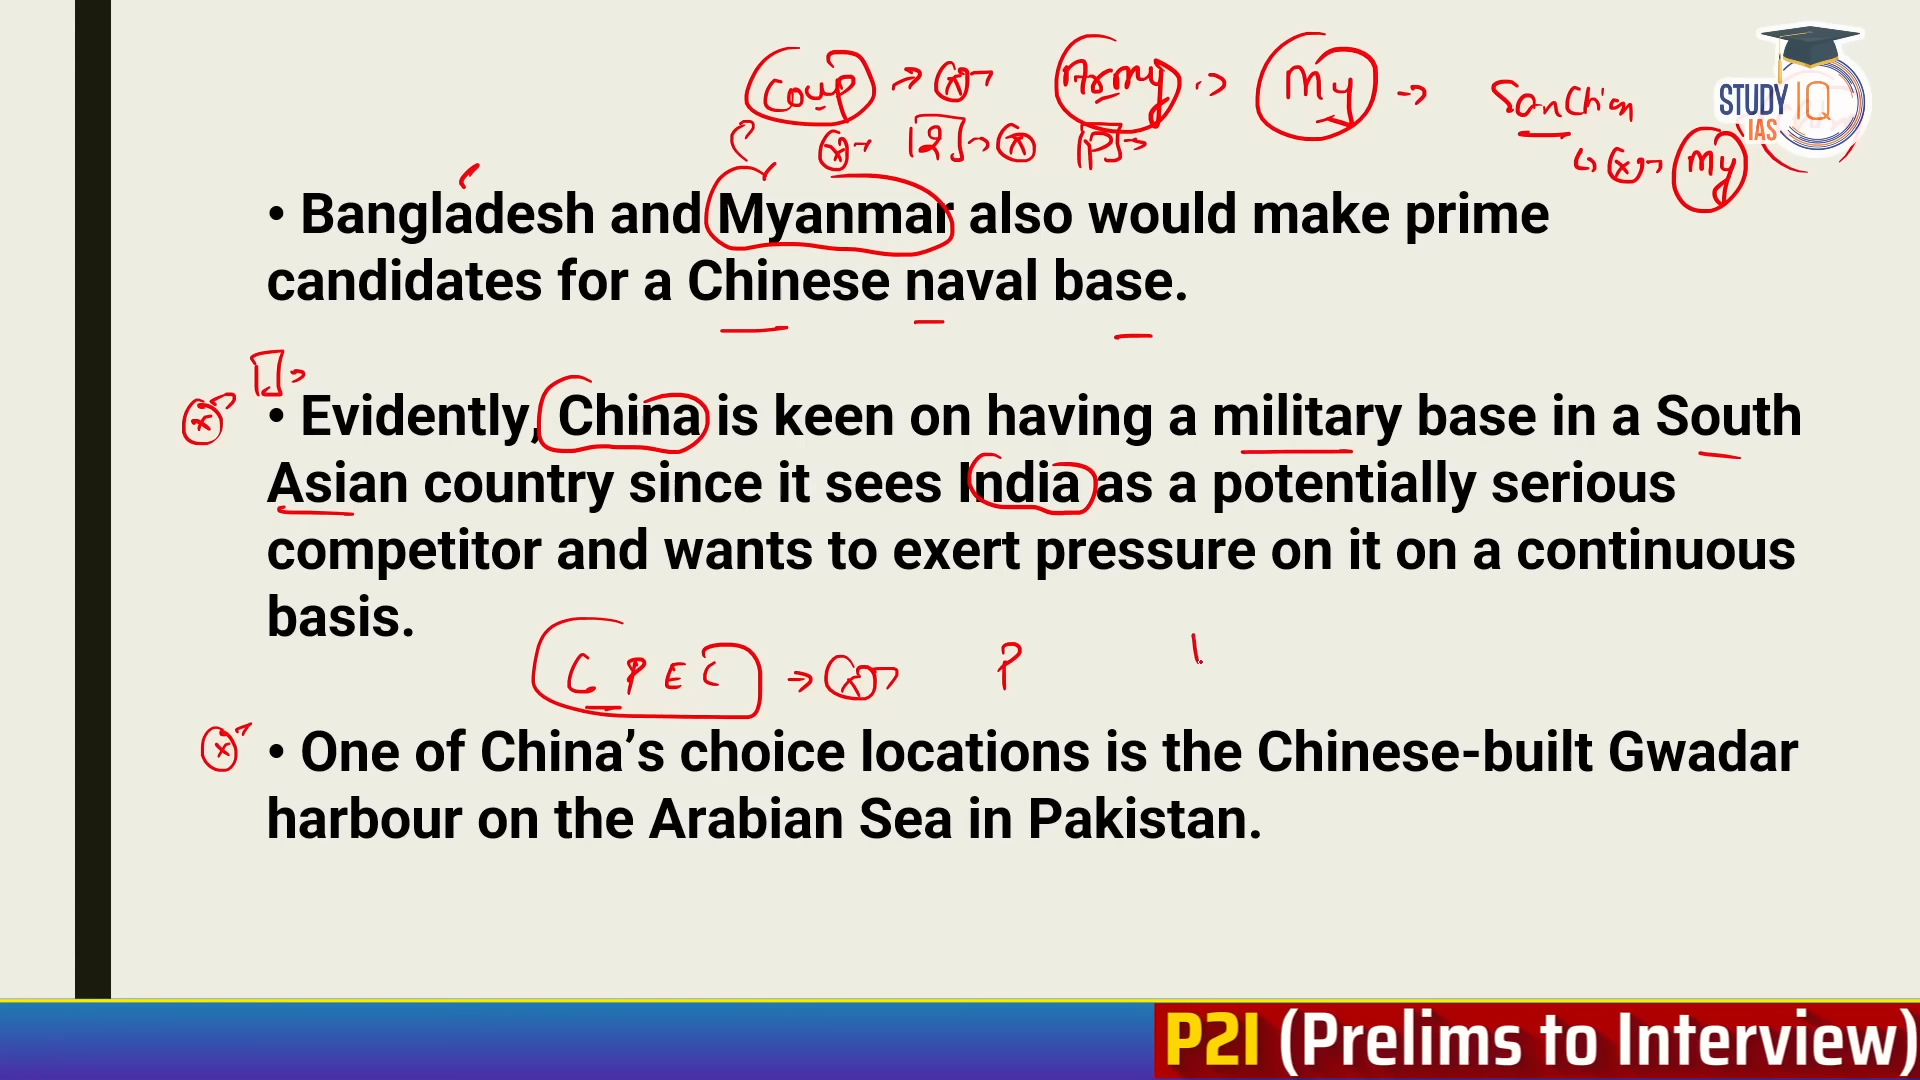 Coup Army My Sanction
STUDY IQ
IAS
P My
• Bangladesh and Myanmar also would make prime
candidates for a Chinese naval base.
• Evidently, China is keen on having a military base in a South
Asian country since it sees India as a potentially serious
competitor and wants to exert pressure on it on a continuous
basis.
CPEC P
• One of China’s choice locations is the Chinese-built Gwadar
harbour on the Arabian Sea in Pakistan.
P2I (Prelims to Interview)